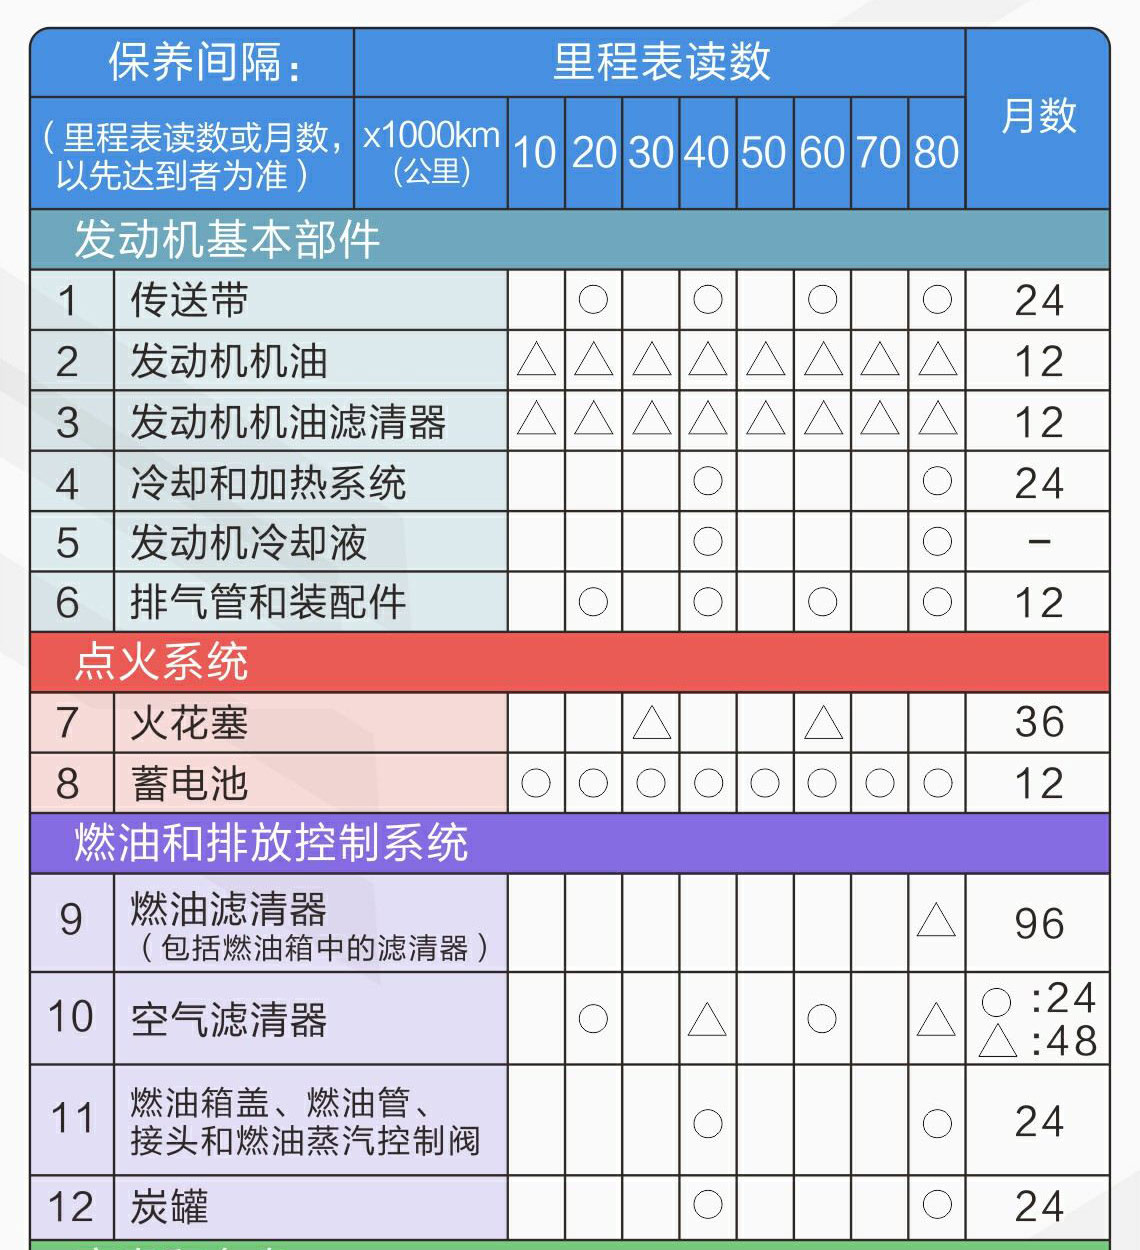 保养间隔：
里程表读数
月数
（里程表读数或月数，
以先达到者为准）
x1000km
(公里)
10 20 30 40 50 60 70 80
发动机基本部件
1 传送带 ○ ○ ○ ○ 24
2 发动机机油 △ △ △ △ △ △ △ △ 12
3 发动机机油滤清器 △ △ △ △ △ △ △ △ 12
4 冷却和加热系统 ○ ○ 24
5 发动机冷却液 ○ ○ –
6 排气管和装配件 ○ ○ ○ ○ 12
点火系统
7 火花塞 △ △ 36
8 蓄电池 ○ ○ ○ ○ ○ ○ ○ ○ 12
燃油和排放控制系统
9 燃油滤清器 △ 96
（包括燃油箱中的滤清器）
10 空气滤清器 ○ △ ○ △ ○:24
△:48
11 燃油箱盖、燃油管、
接头和燃油蒸汽控制阀 ○ ○ 24
12 炭罐 ○ ○ 24